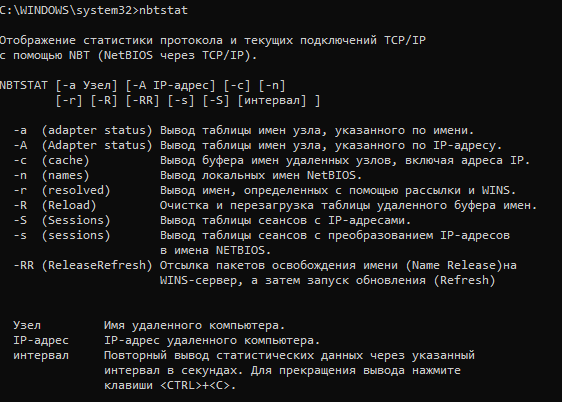 C:\WINDOWS\system32>nbtstat
Отображение статистики протокола и текущих подключений TCP/IP
с помощью NBT (NetBIOS через TCP/IP).
NBTSTAT [-a Узел] [-A IP-адрес] [-c] [-n]
[-r] [-R] [-RR] [-s] [-S] [интервал] ]
-a (adapter status) Вывод таблицы имен узла, указанного по имени.
-A (Adapter status) Вывод таблицы имен узла, указанного по IP-адресу.
-c (cache) Вывод буфера имен удаленных узлов, включая адреса IP.
-n (names) Вывод локальных имен NetBIOS.
-r (resolved) Вывод имен, определенных с помощью рассылки и WINS.
-R (Reload) Очистка и перезагрузка таблицы удаленного буфера имен.
-S (Sessions) Вывод таблицы сеансов с IP-адресами.
-s (sessions) Вывод таблицы сеансов с преобразованием IP-адресов
в имена NETBIOS.
-RR (ReleaseRefresh) Отсылка пакетов освобождения имени (Name Release)на
WINS-сервер, а затем запуск обновления (Refresh)
Узел Имя удаленного компьютера.
IP-адрес IP-адрес удаленного компьютера.
интервал Повторный вывод статистических данных через указанный
интервал в секундах. Для прекращения вывода нажмите
клавиши <CTRL>+<C>.